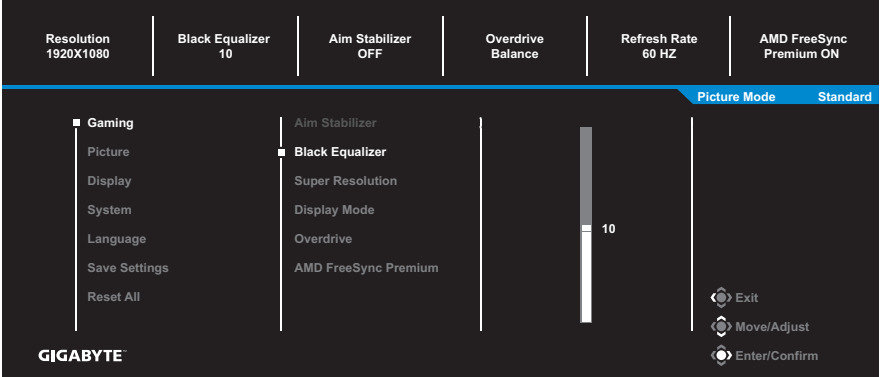 Resolution
1920X1080
Black Equalizer
10
Aim Stabilizer
OFF
Overdrive
Balance
Refresh Rate
60 HZ
AMD FreeSync
Premium ON
Picture Mode Standard
Gaming
Picture
Display
System
Language
Save Settings
Reset All
Aim Stabilizer
Black Equalizer
Super Resolution
Display Mode
Overdrive
AMD FreeSync Premium
10
Exit
Move/Adjust
Enter/Confirm
GIGABYTE™